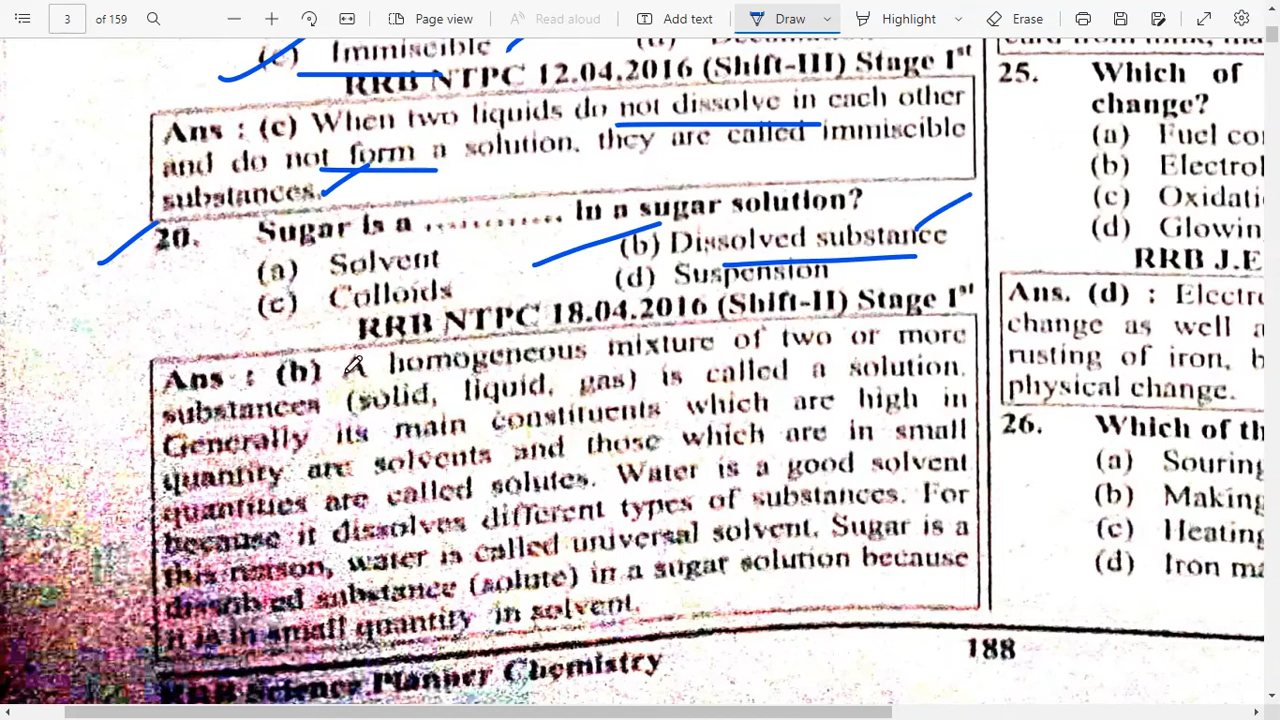 3
of 159
Page view
Read aloud
Add text
Draw
Highlight
Erase
(c) Immiscible
RRB NTPC 12.04.2016 (Shift-III) Stage Ist
Ans : (c) When two liquids do not dissolve in each other
and do not form a solution, they are called immiscible
substances.
20. Sugar is a ............ in a sugar solution?
(a) Solvent (b) Dissolved substance
(c) Colloids (d) Suspension
RRB NTPC 18.04.2016 (Shift-II) Stage Ist
Ans : (b) A homogeneous mixture of two or more
substances (solid, liquid, gas) is called a solution.
Generally its main constituents which are high in
quantity are solvents and those which are in small
quantities are called solutes. Water is a good solvent
because it dissolves different types of substances. For
this reason, water is called universal solvent. Sugar is a
dissolved substance (solute) in a sugar solution because
it is in small quantity in solvent.
RRB Science Planner Chemistry
188
25. Which of
change?
(a) Fuel co
(b) Electrol
(c) Oxidati
(d) Glowin
RRB J.E
Ans. (d) : Electr
change as well a
rusting of iron, b
physical change.
26. Which of th
(a) Souring
(b) Making
(c) Heating
(d) Iron ma